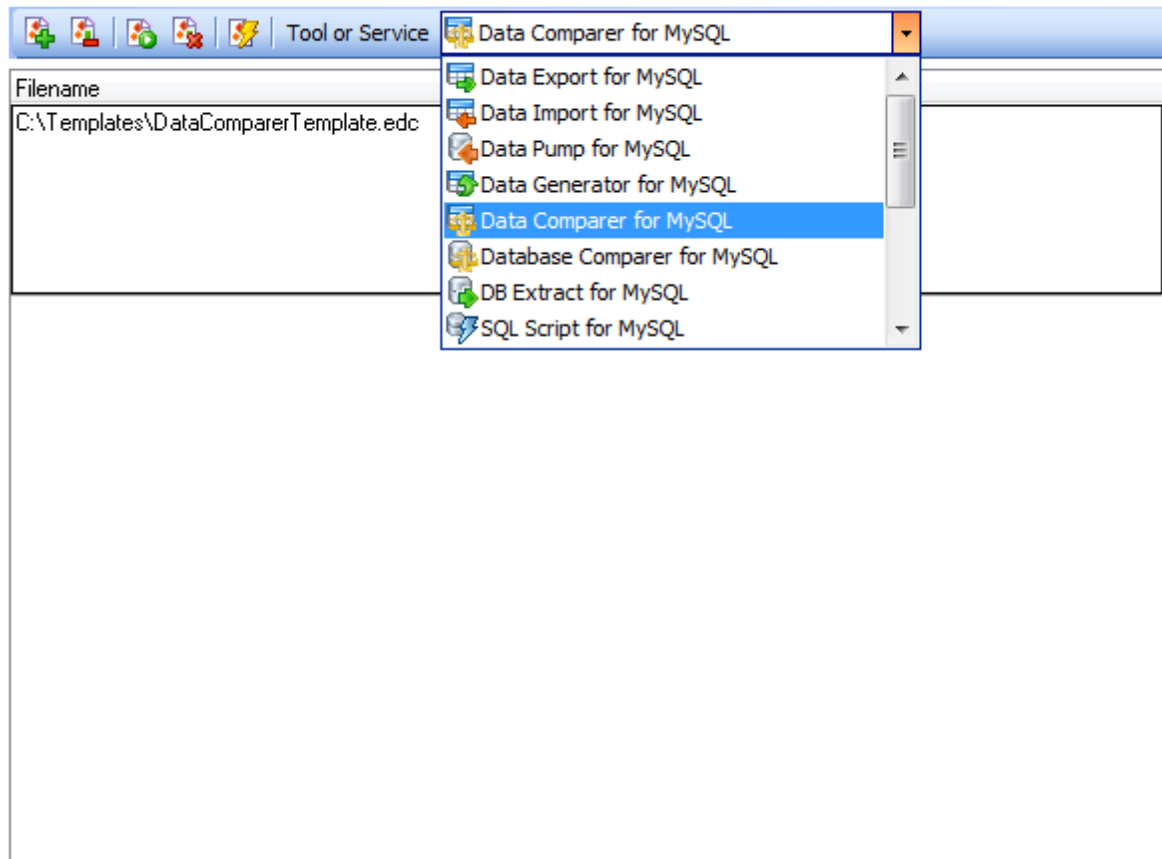 Tool or Service Data Comparer for MySQL
Filename
C:\Templates\DataComparerTemplate.edc
Data Export for MySQL
Data Import for MySQL
Data Pump for MySQL
Data Generator for MySQL
Data Comparer for MySQL
Database Comparer for MySQL
DB Extract for MySQL
SQL Script for MySQL